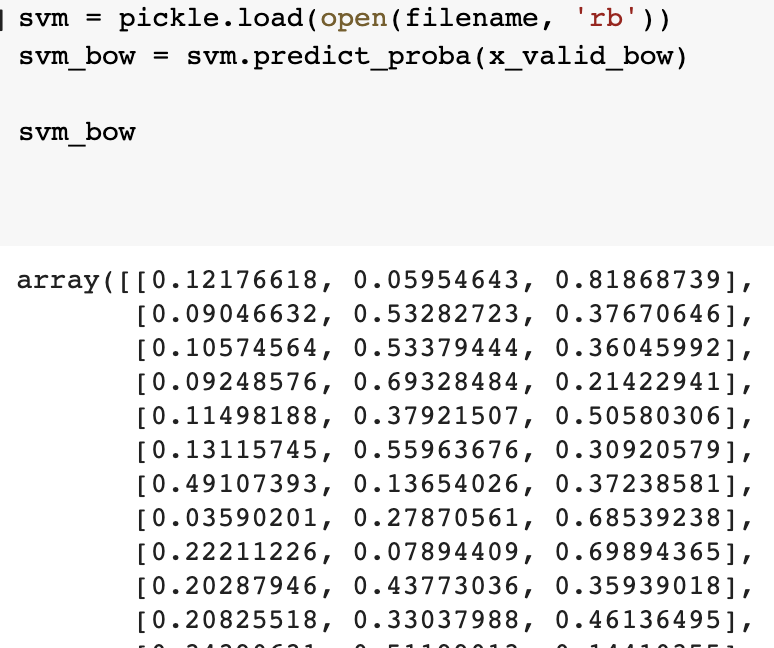 svm = pickle.load(open(filename, 'rb'))
svm_bow = svm.predict_proba(x_valid_bow)
svm_bow
array([[0.12176618, 0.05954643, 0.81868739],
[0.09046632, 0.53282723, 0.37670646],
[0.10574564, 0.53379444, 0.36045992],
[0.09248576, 0.69328484, 0.21422941],
[0.11498188, 0.37921507, 0.50580306],
[0.13115745, 0.55963676, 0.30920579],
[0.49107393, 0.13654026, 0.37238581],
[0.03590201, 0.27870561, 0.68539238],
[0.22211226, 0.07894409, 0.69894365],
[0.20287946, 0.43773036, 0.35939018],
[0.20825518, 0.33037988, 0.46136495],